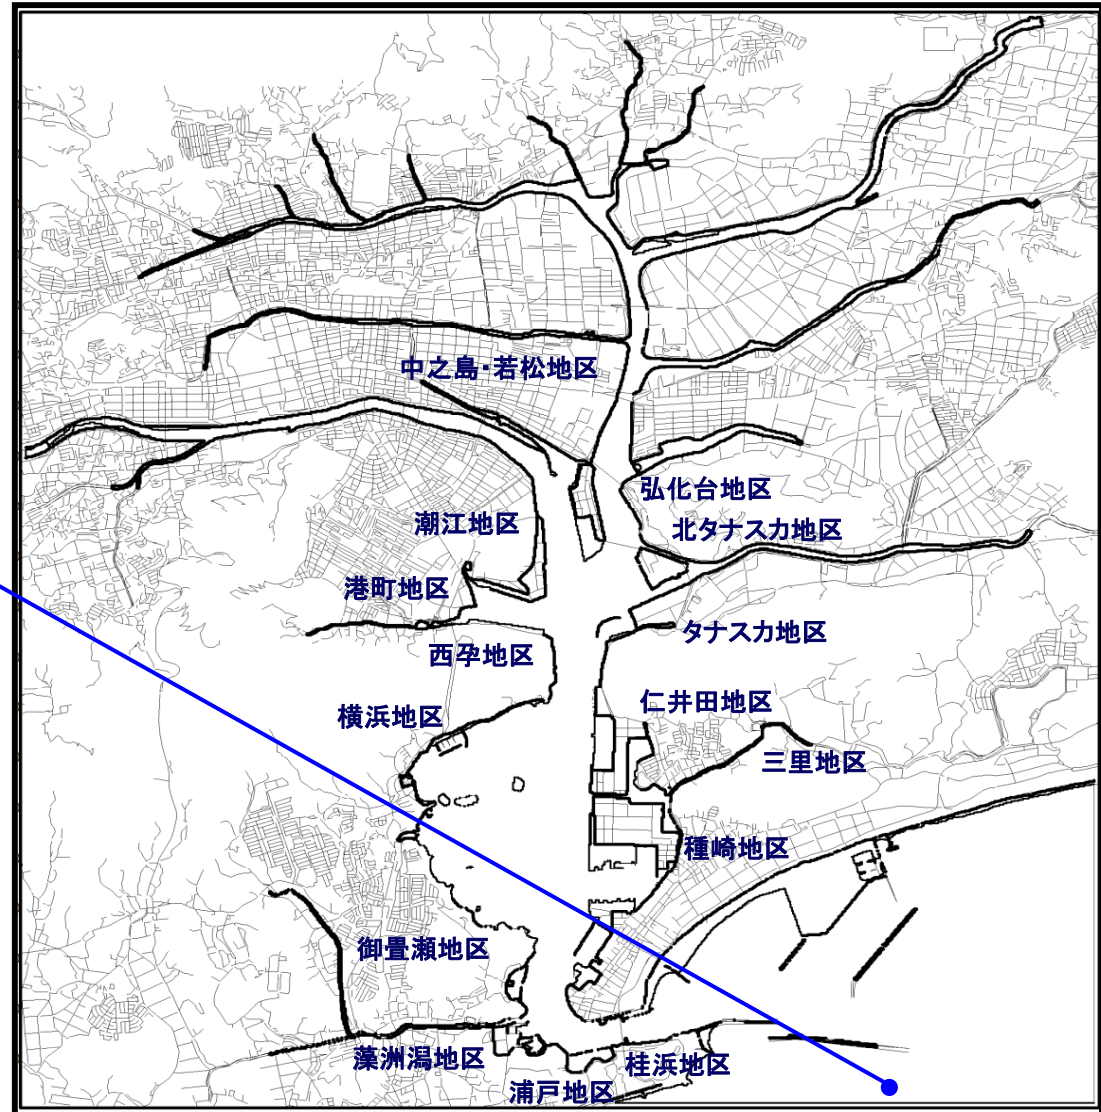 中之島・若松地区
弘化台地区
潮江地区
北タナスカ地区
港町地区
タナスカ地区
西孕地区
仁井田地区
横浜地区
三里地区
種崎地区
御畳瀬地区
藻洲潟地区
桂浜地区
浦戸地区